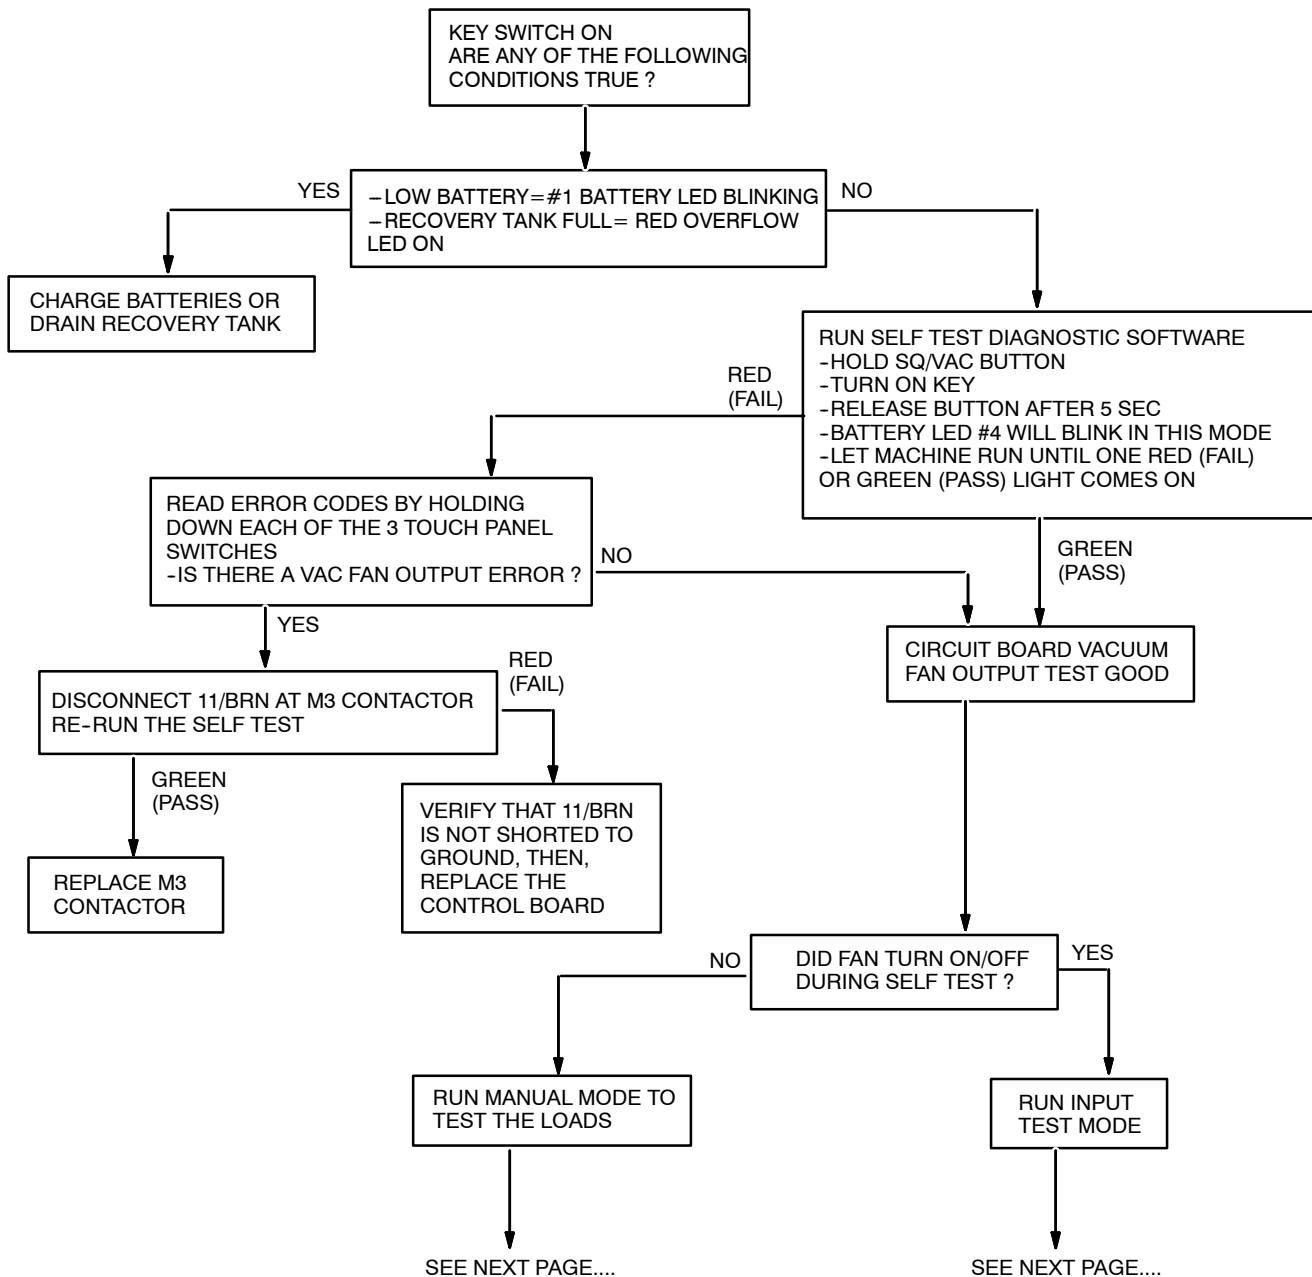 KEY SWITCH ON
ARE ANY OF THE FOLLOWING
CONDITIONS TRUE ?
YES
--LOW BATTERY=#1 BATTERY LED BLINKING
--RECOVERY TANK FULL= RED OVERFLOW
LED ON
NO
CHARGE BATTERIES OR
DRAIN RECOVERY TANK
RUN SELF TEST DIAGNOSTIC SOFTWARE
--HOLD SQ/VAC BUTTON
--TURN ON KEY
--RELEASE BUTTON AFTER 5 SEC
--BATTERY LED #4 WILL BLINK IN THIS MODE
--LET MACHINE RUN UNTIL ONE RED (FAIL)
OR GREEN (PASS) LIGHT COMES ON
RED
(FAIL)
READ ERROR CODES BY HOLDING
DOWN EACH OF THE 3 TOUCH PANEL
SWITCHES
--IS THERE A VAC FAN OUTPUT ERROR ?
NO
GREEN
(PASS)
YES
CIRCUIT BOARD VACUUM
FAN OUTPUT TEST GOOD
DISCONNECT 11/BRN AT M3 CONTACTOR
RE--RUN THE SELF TEST
RED
(FAIL)
GREEN
(PASS)
VERIFY THAT 11/BRN
IS NOT SHORTED TO
GROUND, THEN,
REPLACE THE
CONTROL BOARD
REPLACE M3
CONTACTOR
NO
DID FAN TURN ON/OFF
DURING SELF TEST ?
YES
RUN MANUAL MODE TO
TEST THE LOADS
RUN INPUT
TEST MODE
SEE NEXT PAGE....
SEE NEXT PAGE....